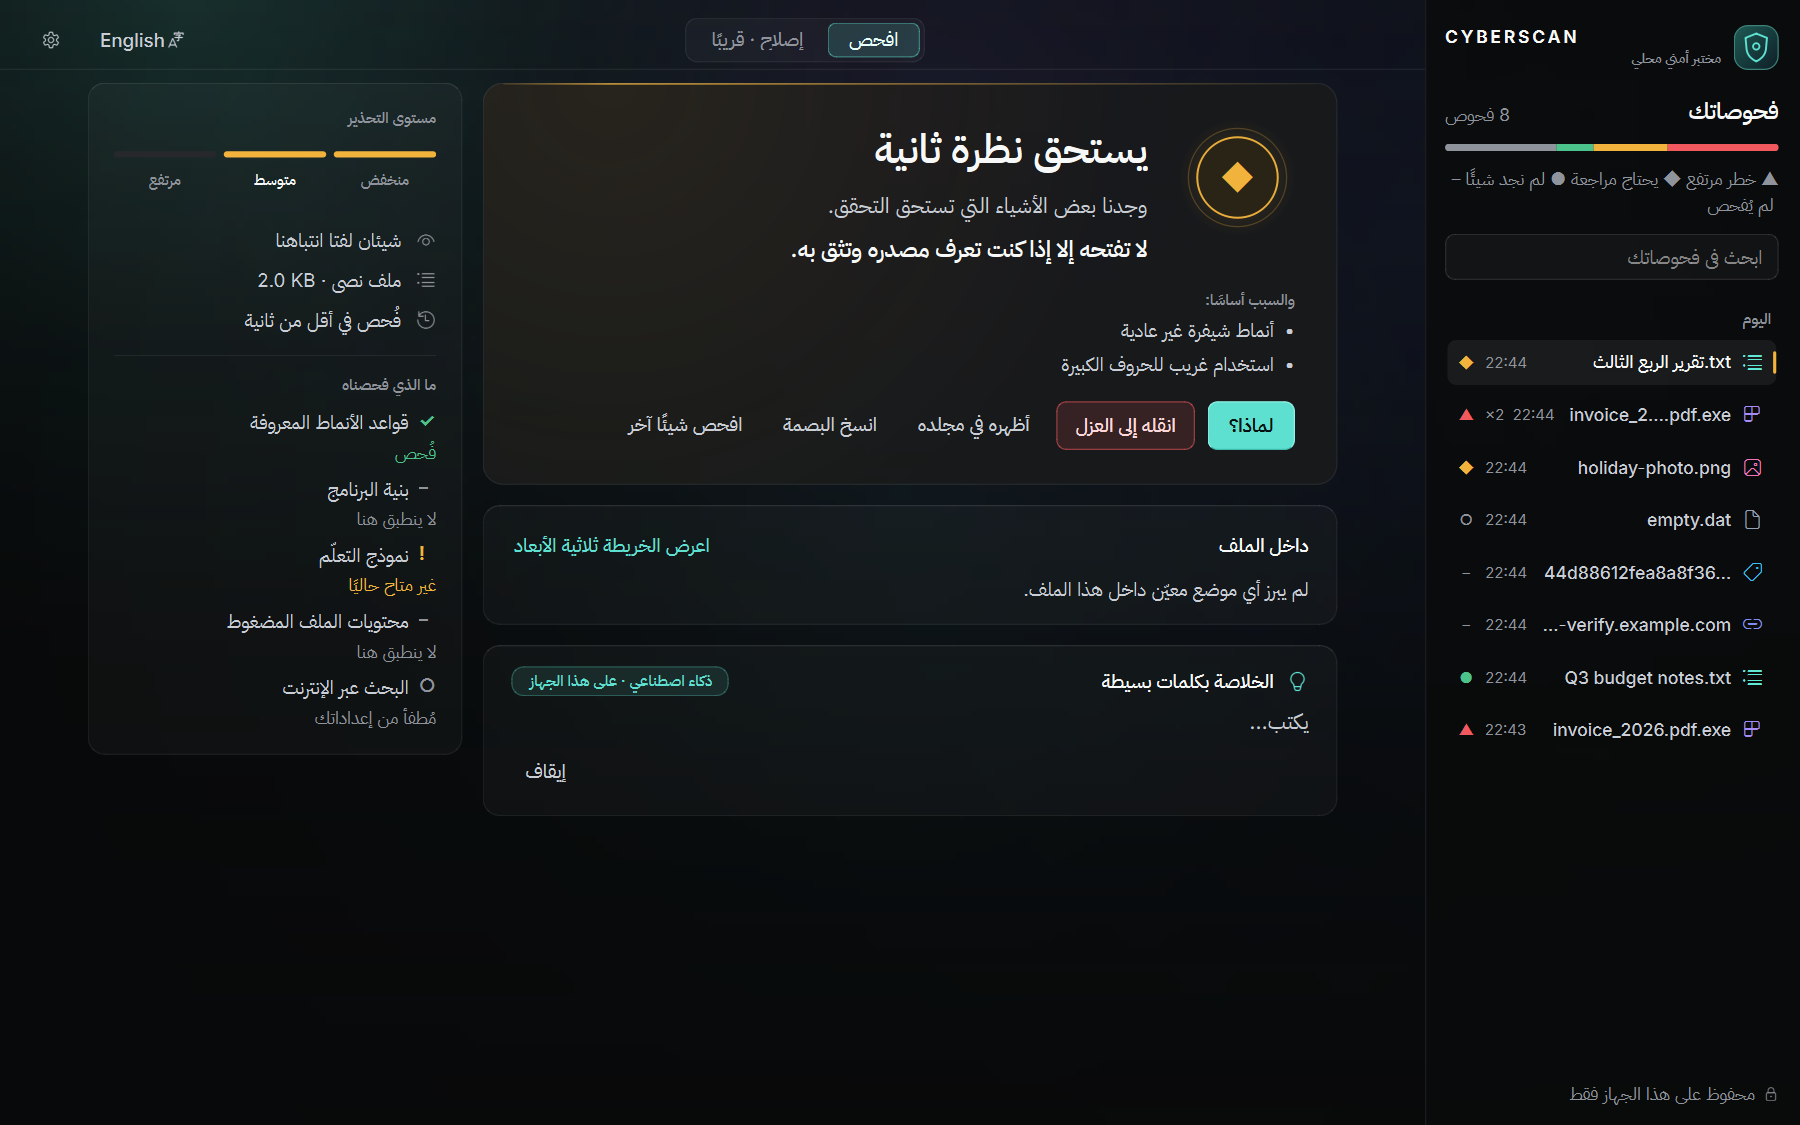 CYBERSCAN
مختبر أمني محلي
فحوصاتك
8 فحوص
▲ خطر مرتفع ◆ يحتاج مراجعة ● لم نجد شيئًا –
لم يُفحص
ابحث في فحوصاتك
اليوم
تقرير الربع الثالث.txt 22:44
invoice_2....pdf.exe 22:44 ×2
holiday-photo.png 22:44
empty.dat 22:44
44d88612fea8a8f36... 22:44
...-verify.example.com 22:44
Q3 budget notes.txt 22:44
invoice_2026.pdf.exe 22:43
محفوظ على هذا الجهاز فقط
افحص
إصلاح · قريبًا
English
يستحق نظرة ثانية
وجدنا بعض الأشياء التي تستحق التحقق.
لا تفتحه إلا إذا كنت تعرف مصدره وتثق به.
والسبب أساسًا:
• أنماط شيفرة غير عادية
• استخدام غريب للحروف الكبيرة
لماذا؟
انقله إلى العزل
أظهره في مجلده
انسخ البصمة
افحص شيئًا آخر
داخل الملف
اعرض الخريطة ثلاثية الأبعاد
لم يبرز أي موضع معيّن داخل هذا الملف.
الخلاصة بكلمات بسيطة
ذكاء اصطناعي · على هذا الجهاز
يكتب...
إيقاف
مستوى التحذير
منخفض
متوسط
مرتفع
شيئان لفتا انتباهنا
ملف نصي · 2.0 KB
فُحص في أقل من ثانية
ما الذي فحصناه
قواعد الأنماط المعروفة
فُحص
– بنية البرنامج
لا ينطبق هنا
! نموذج التعلّم
غير متاح حاليًا
– محتويات الملف المضغوط
لا ينطبق هنا
البحث عبر الإنترنت
مُطفأ من إعداداتك